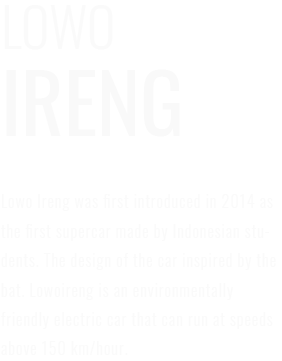 LOWO
IRENG
Lowo Ireng was first introduced in 2014 as
the first supercar made by Indonesian stu-
dents. The design of the car inspired by the
bat. LowoIreng is an environmentally
friendly electric car that can run at speeds
above 150 km/hour.